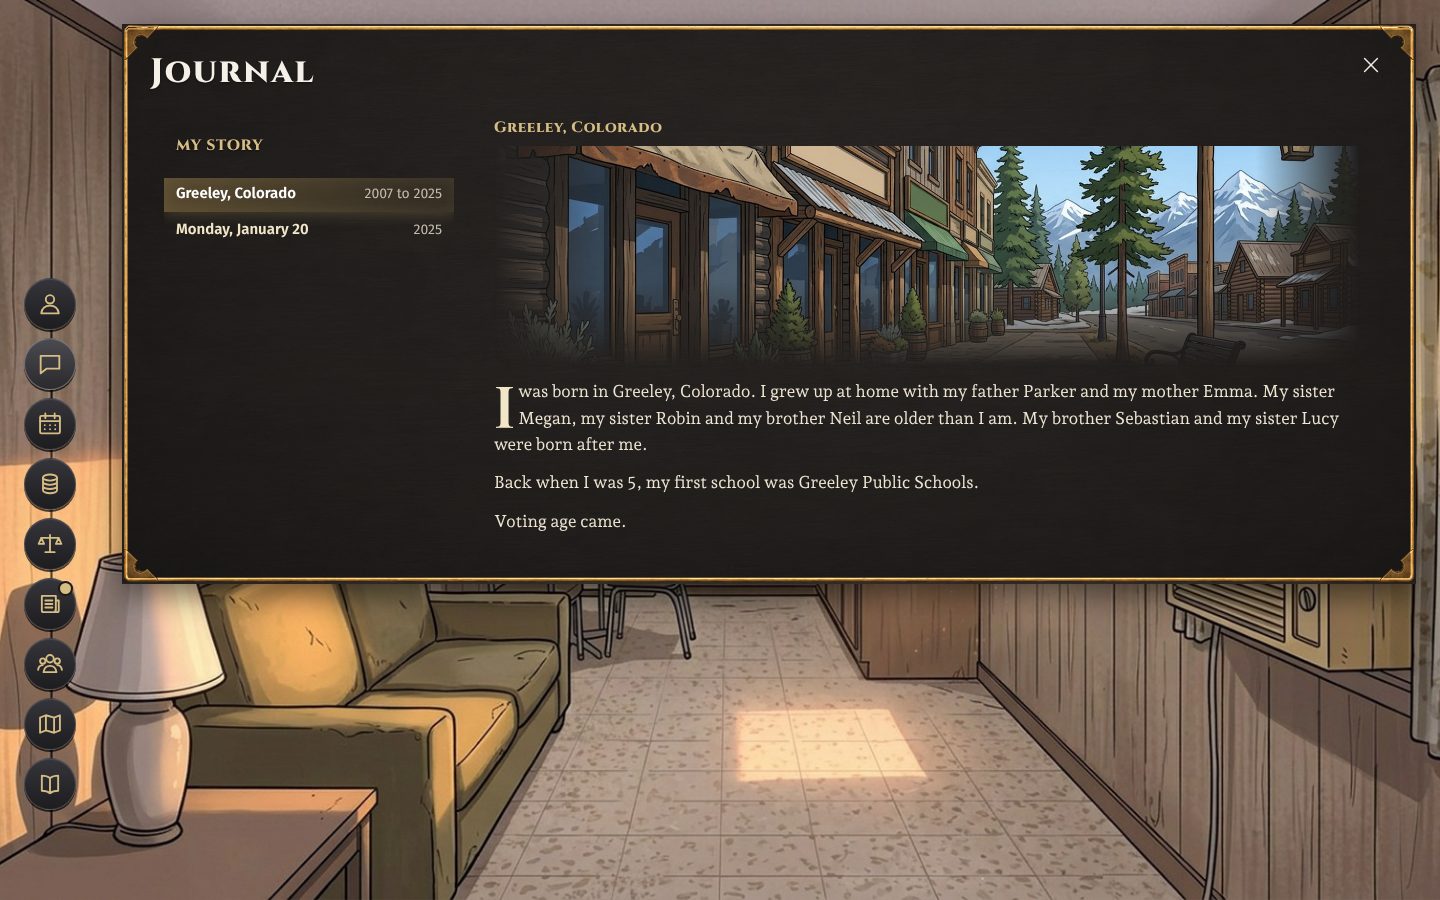 Journal
My Story
Greeley, Colorado 2007 to 2025
Monday, January 20 2025
Greeley, Colorado
I was born in Greeley, Colorado. I grew up at home with my father Parker and my mother Emma. My sister
Megan, my sister Robin and my brother Neil are older than I am. My brother Sebastian and my sister Lucy
were born after me.
Back when I was 5, my first school was Greeley Public Schools.
Voting age came.